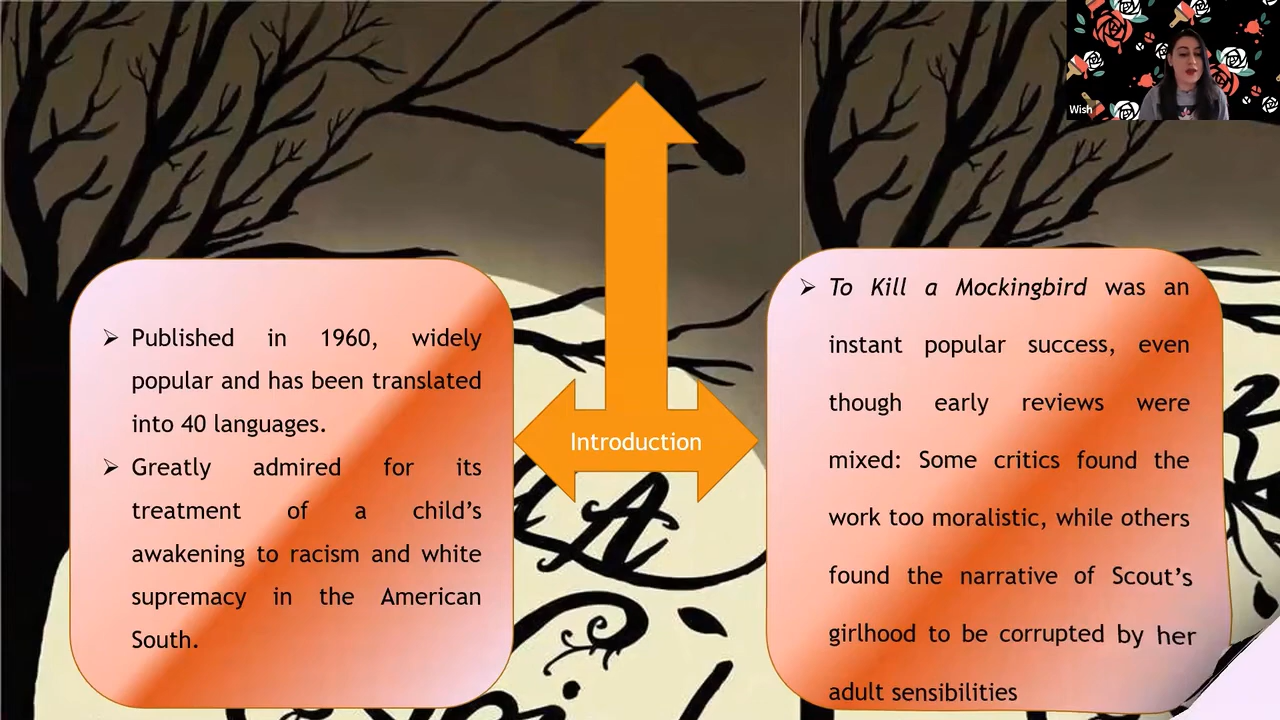 Wish
➢ Published in 1960, widely
popular and has been translated
into 40 languages.
➢ Greatly admired for its
treatment of a child’s
awakening to racism and white
supremacy in the American
South.
Introduction
➢ To Kill a Mockingbird was an
instant popular success, even
though early reviews were
mixed: Some critics found the
work too moralistic, while others
found the narrative of Scout’s
girlhood to be corrupted by her
adult sensibilities